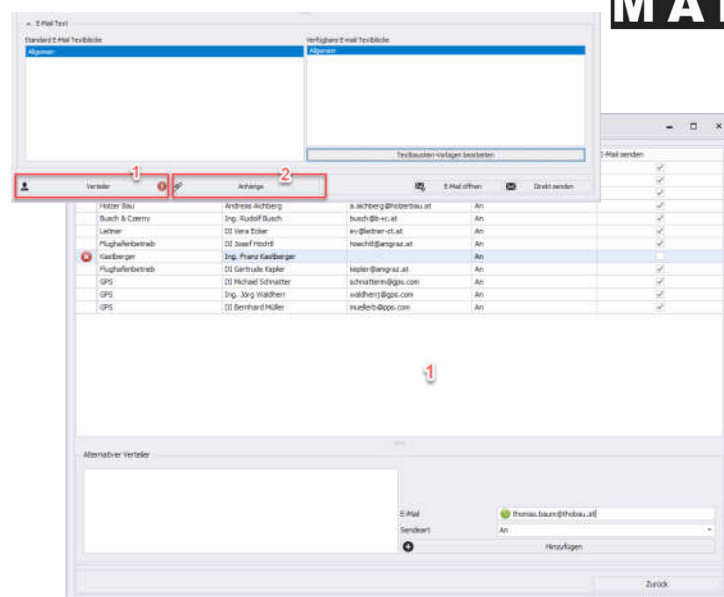 MA
E-Mail Text
Standard E-Mail Textblöcke
Verfügbare E-mail Textblöcke
Allgemein
Allgemein
Textbaustein-Vorlagen bearbeiten
1
2
Verteiler
Anhänge
E-Mail öffnen
Direkt senden
E-Mail senden
Holzer Bau Andreas Aichberg a.aichberg@holzerbau.at An
Busch & Czerny Ing. Rudolf Busch busch@b+c.at An
Leitner DI Vera Ecker ev@leitner-ct.at An
Flughafenbetrieb DI Josef Höchtl hoechtl@amgraz.at An
Kastberger Ing. Franz Kastberger An
Flughafenbetrieb DI Gertrude Kepler kepler@amgraz.at An
GPS DI Michael Schnatter schnatterm@gps.com An
GPS Ing. Jörg Waldherr waldherrj@gps.com An
GPS DI Bernhard Müller muellerb@pps.com An
1
Alternativer Verteiler
E-Mail thomas.baum@thobau.at
Sendeart An
Hinzufügen
Zurück